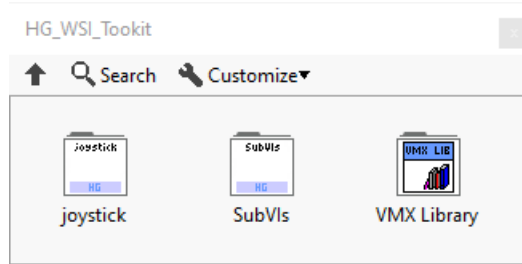 HG_WSI_Tookit
x
Search Customize
joystick SubVIs VMX LIB
HG HG
joystick SubVIs VMX Library